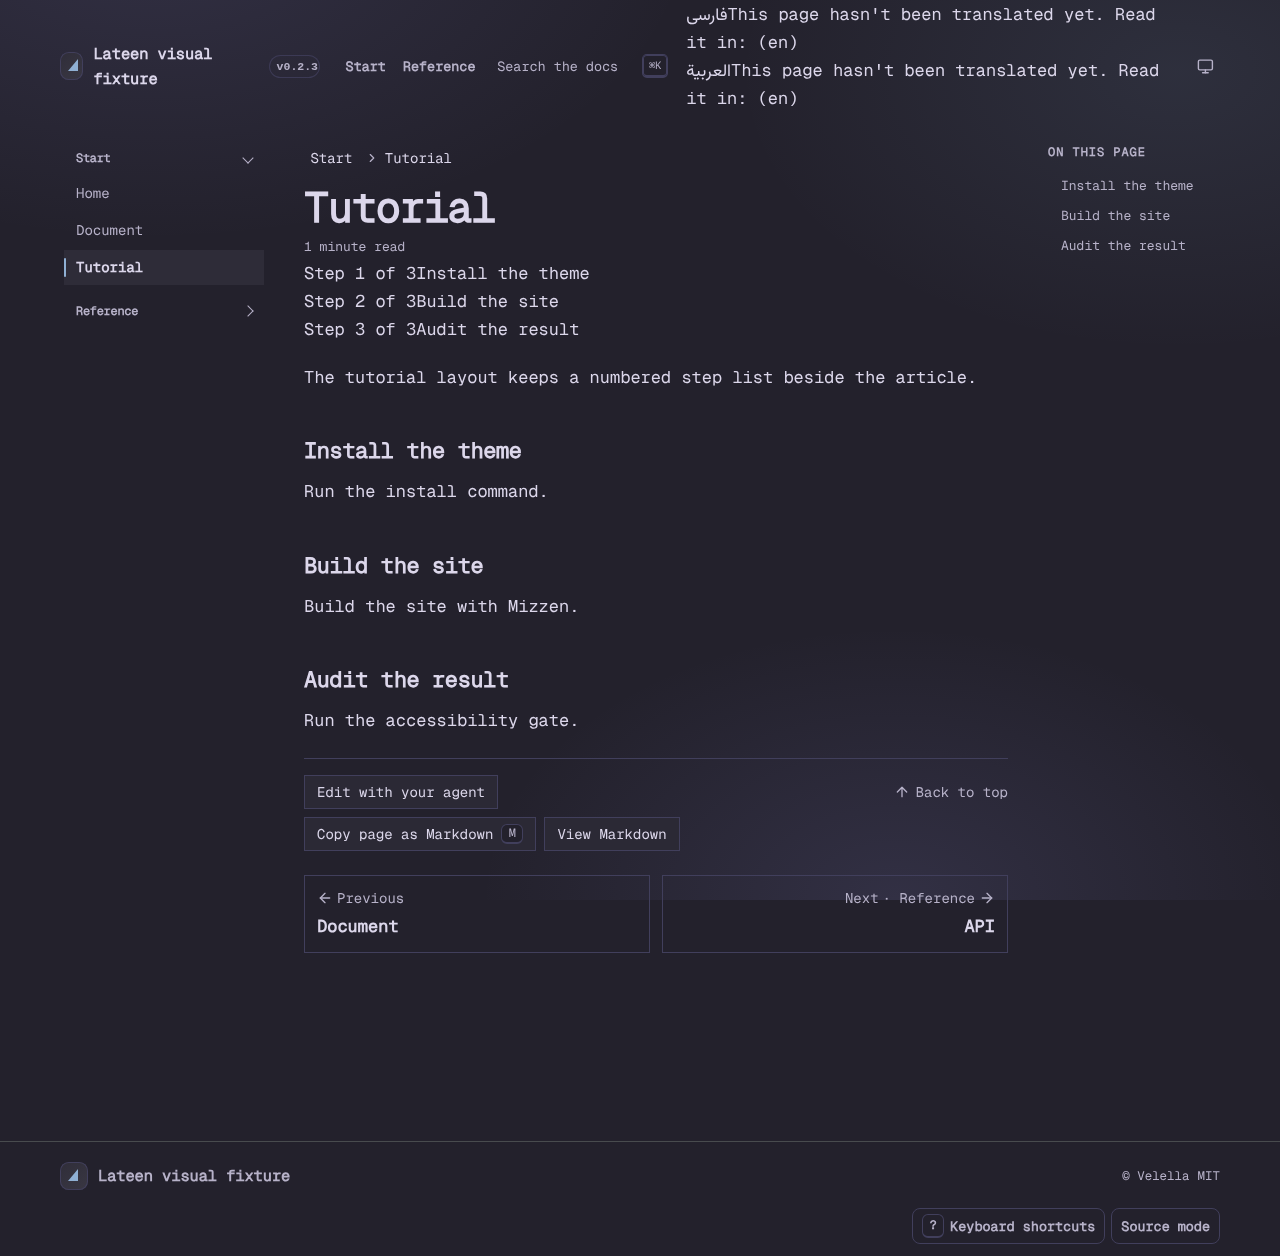 Lateen visual
fixture
v0.2.3
Start
Reference
Search the docs
⌘K
فارسیThis page hasn't been translated yet. Read
it in: (en)
العربيةThis page hasn't been translated yet. Read
it in: (en)
Start
Home
Document
Tutorial
Reference
Start
Tutorial
Tutorial
1 minute read
Step 1 of 3Install the theme
Step 2 of 3Build the site
Step 3 of 3Audit the result
The tutorial layout keeps a numbered step list beside the article.
Install the theme
Run the install command.
Build the site
Build the site with Mizzen.
Audit the result
Run the accessibility gate.
Edit with your agent
Back to top
Copy page as Markdown M
View Markdown
Previous
Document
Next · Reference
API
ON THIS PAGE
Install the theme
Build the site
Audit the result
Lateen visual fixture
© Velella MIT
? Keyboard shortcuts
Source mode